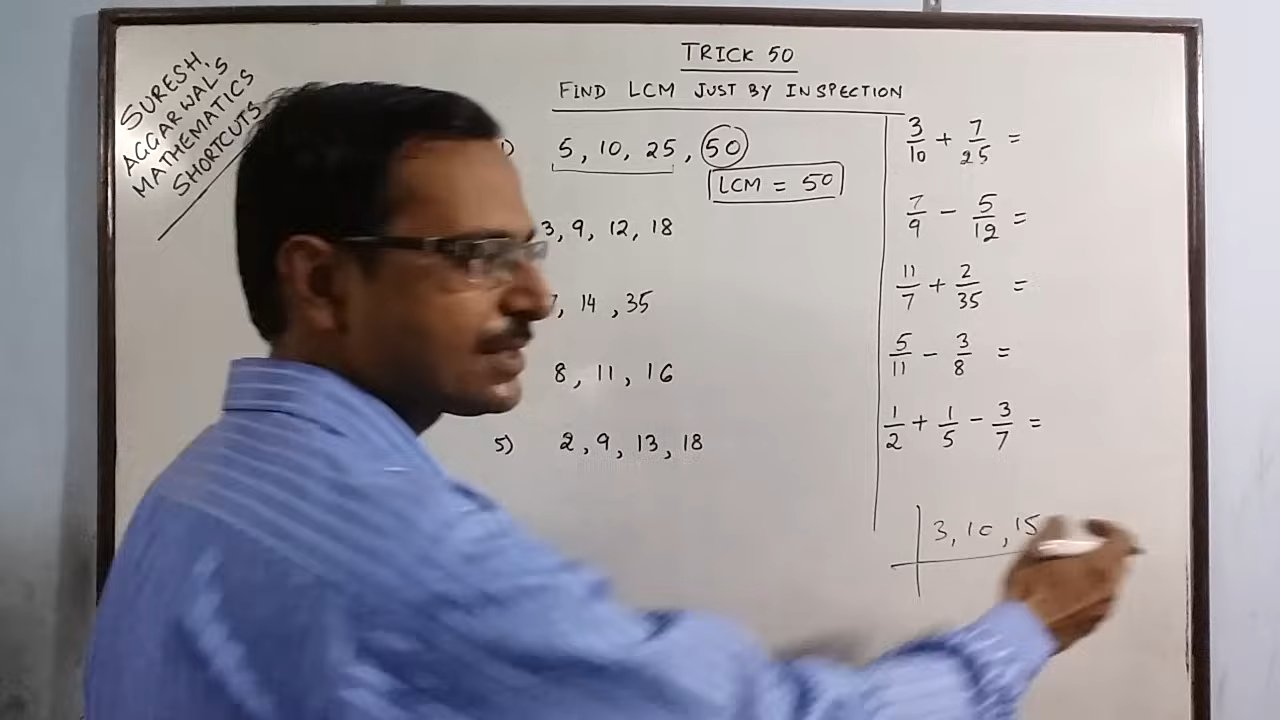 SURESH
AGGARWALS
MATHEMATICS
SHORTCUTS
TRICK 50
FIND LCM JUST BY INSPECTION
5, 10, 25, 50
LCM = 50
3, 9, 12, 18
, 14, 35
8, 11, 16
5) 2, 9, 13, 18
3/10 + 7/25 =
7/9 - 5/12 =
11/7 + 2/35 =
5/11 - 3/8 =
1/2 + 1/5 - 3/7 =
3, 10, 15